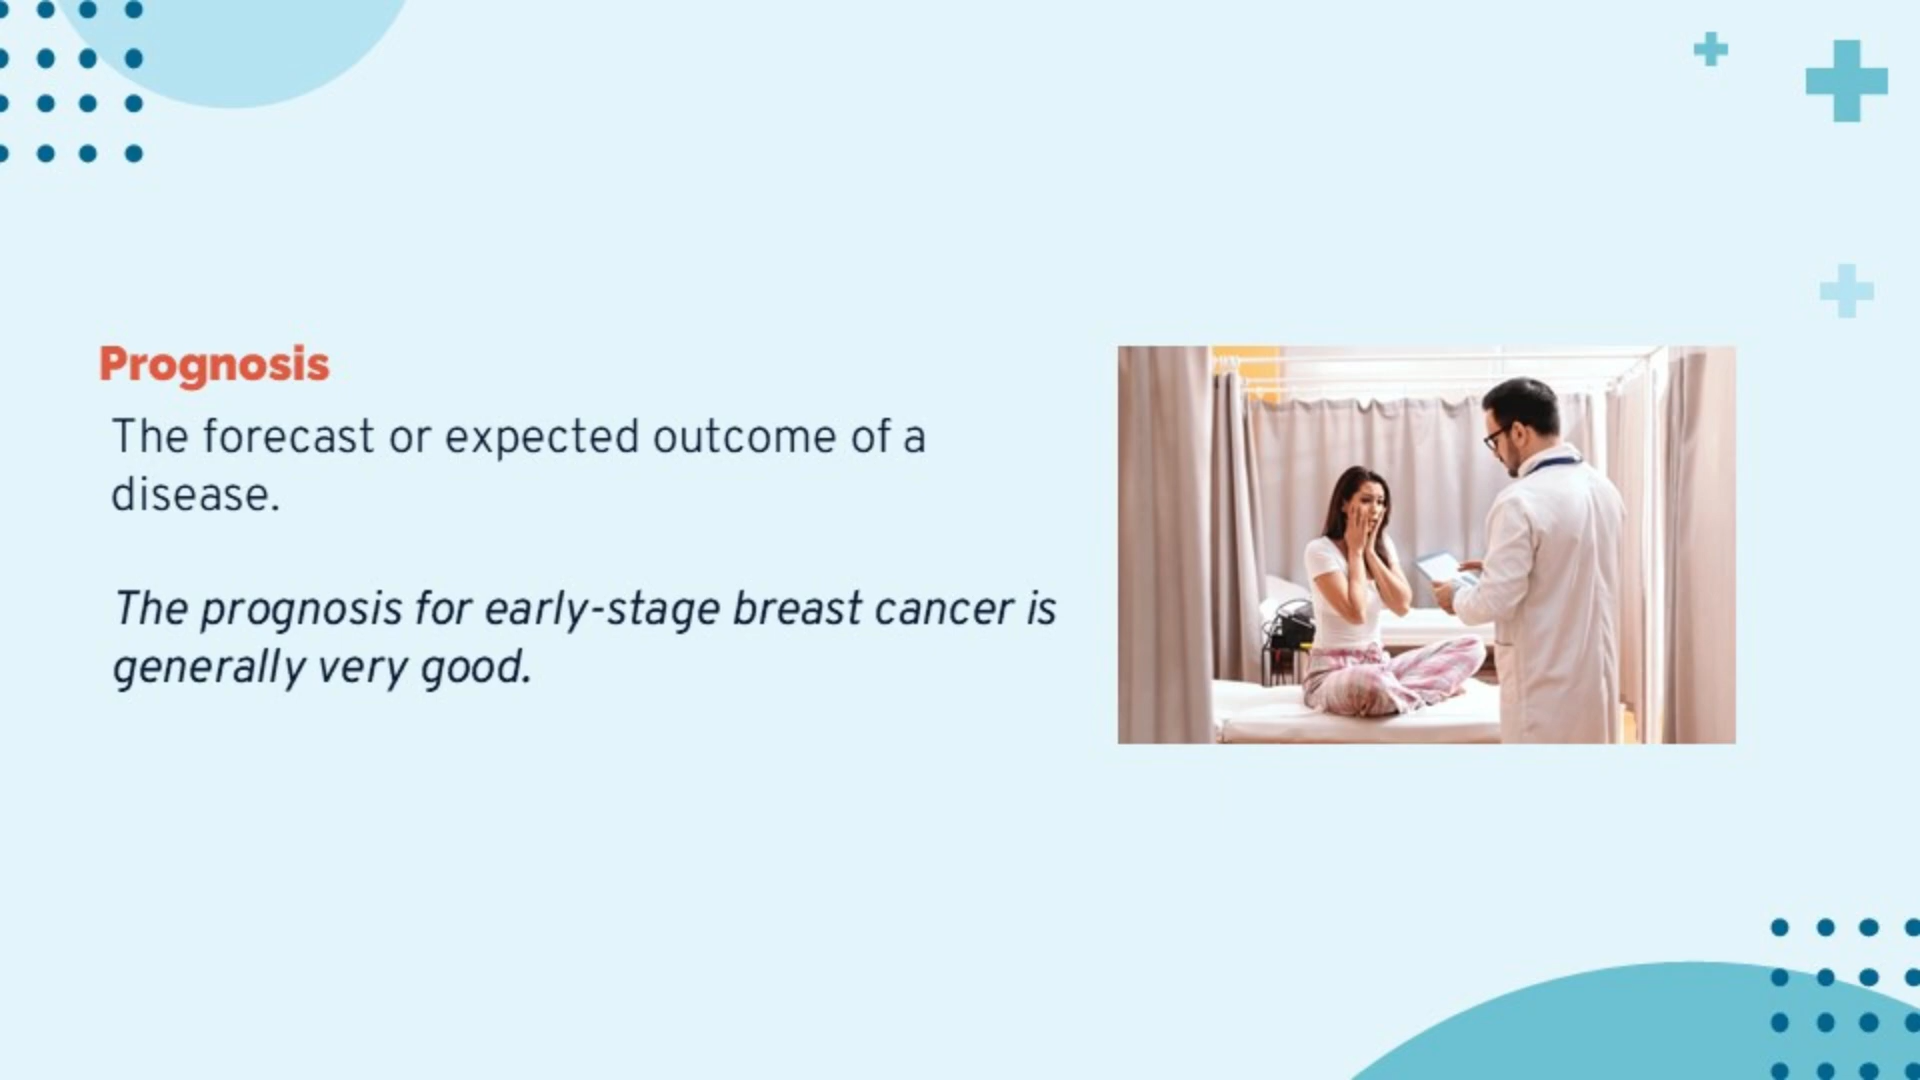 Prognosis
The forecast or expected outcome of a
disease.
The prognosis for early-stage breast cancer is
generally very good.